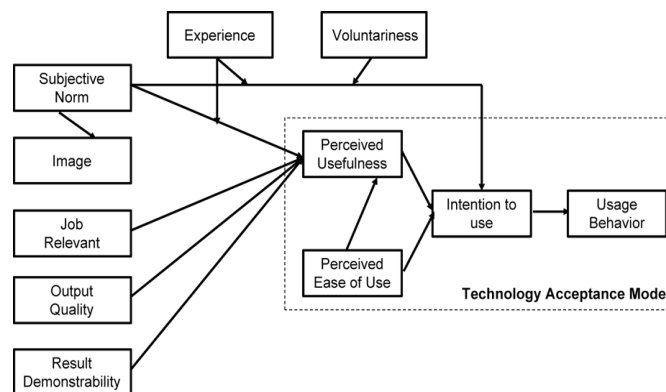 Experience
Voluntariness
Subjective
Norm
Image
Perceived
Usefulness
Job
Relevant
Intention to
use
Usage
Behavior
Output
Quality
Perceived
Ease of Use
Technology Acceptance Mode
Result
Demonstrability